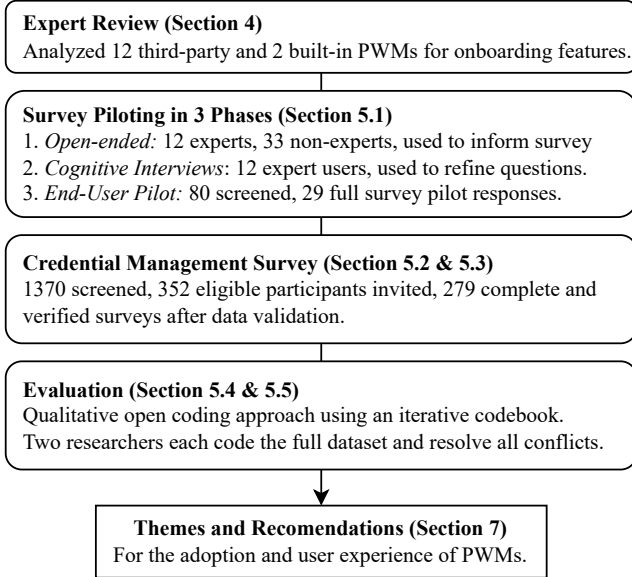 Expert Review (Section 4)
Analyzed 12 third-party and 2 built-in PWMs for onboarding features.
Survey Piloting in 3 Phases (Section 5.1)
1. Open-ended: 12 experts, 33 non-experts, used to inform survey
2. Cognitive Interviews: 12 expert users, used to refine questions.
3. End-User Pilot: 80 screened, 29 full survey pilot responses.
Credential Management Survey (Section 5.2 & 5.3)
1370 screened, 352 eligible participants invited, 279 complete and
verified surveys after data validation.
Evaluation (Section 5.4 & 5.5)
Qualitative open coding approach using an iterative codebook.
Two researchers each code the full dataset and resolve all conflicts.
Themes and Recomendations (Section 7)
For the adoption and user experience of PWMs.